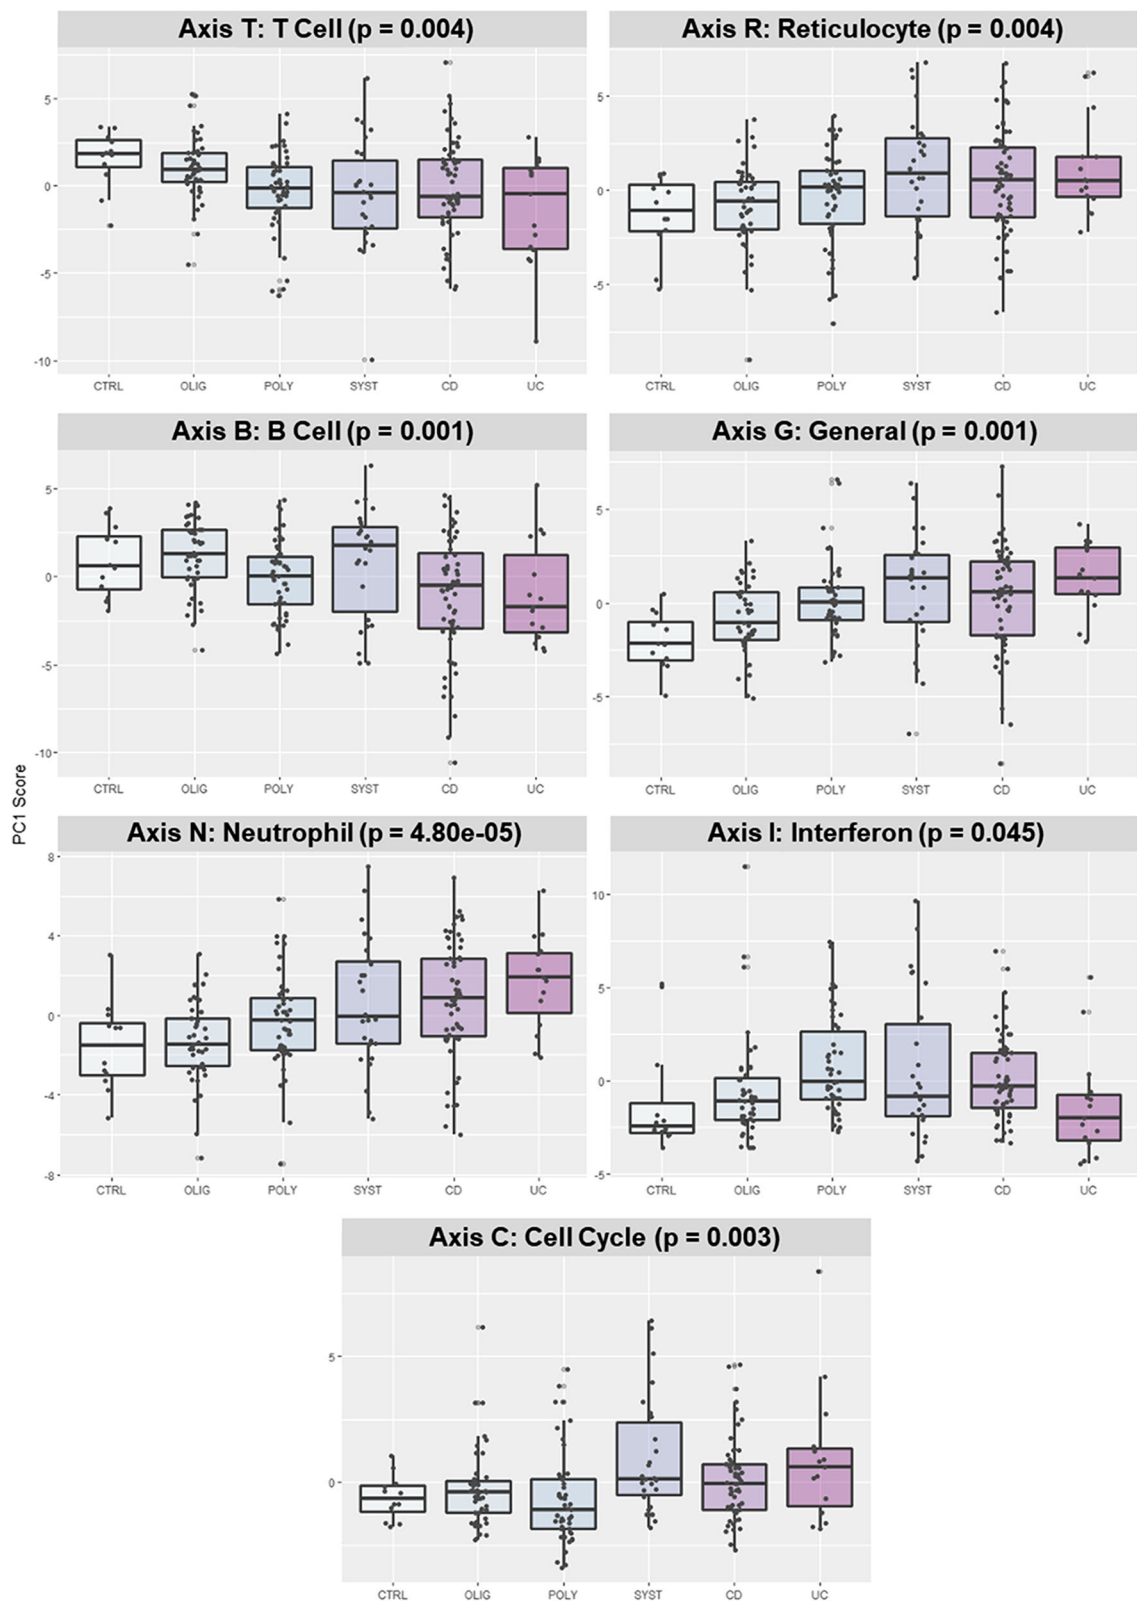 Axis T: T Cell (p = 0.004)
5
0
-5
-10
CTRL OLIG POLY SYST CD UC
Axis R: Reticulocyte (p = 0.004)
5
0
-5
CTRL OLIG POLY SYST CD UC
Axis B: B Cell (p = 0.001)
5
0
-5
-10
CTRL OLIG POLY SYST CD UC
Axis G: General (p = 0.001)
5
0
-5
CTRL OLIG POLY SYST CD UC
PC1 Score
Axis N: Neutrophil (p = 4.80e-05)
8
4
0
-4
-8
CTRL OLIG POLY SYST CD UC
Axis I: Interferon (p = 0.045)
10
5
0
-5
CTRL OLIG POLY SYST CD UC
Axis C: Cell Cycle (p = 0.003)
5
0
CTRL OLIG POLY SYST CD UC